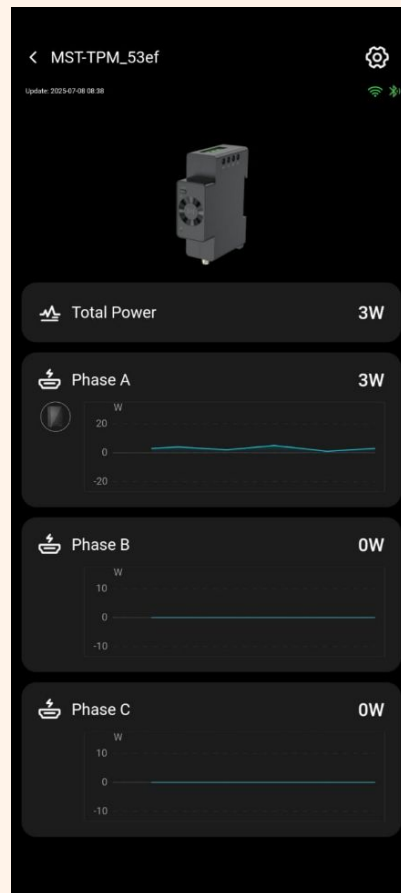 MST-TPM_53ef
Update: 2025-07-08 08:38
Total Power 3W
Phase A 3W
W
20
0
-20
Phase B 0W
W
10
0
-10
Phase C 0W
W
10
0
-10